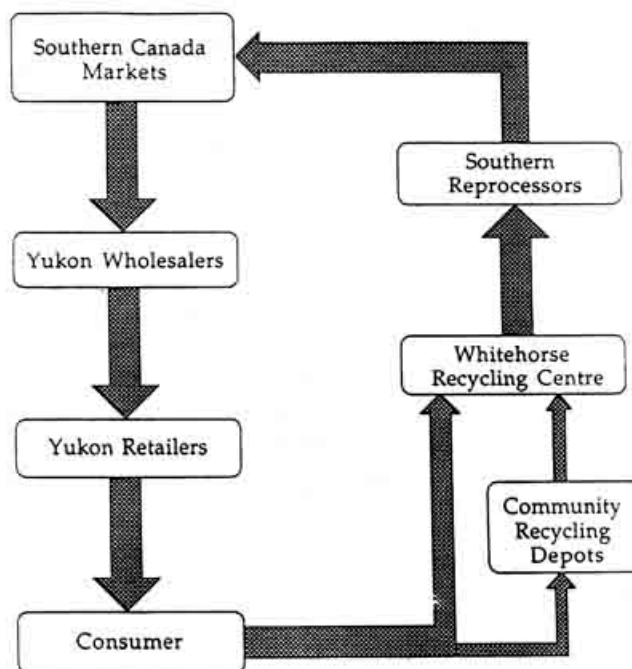 Southern Canada
Markets
Southern
Reprocessors
Yukon Wholesalers
Whitehorse
Recycling Centre
Yukon Retailers
Community
Recycling
Depots
Consumer